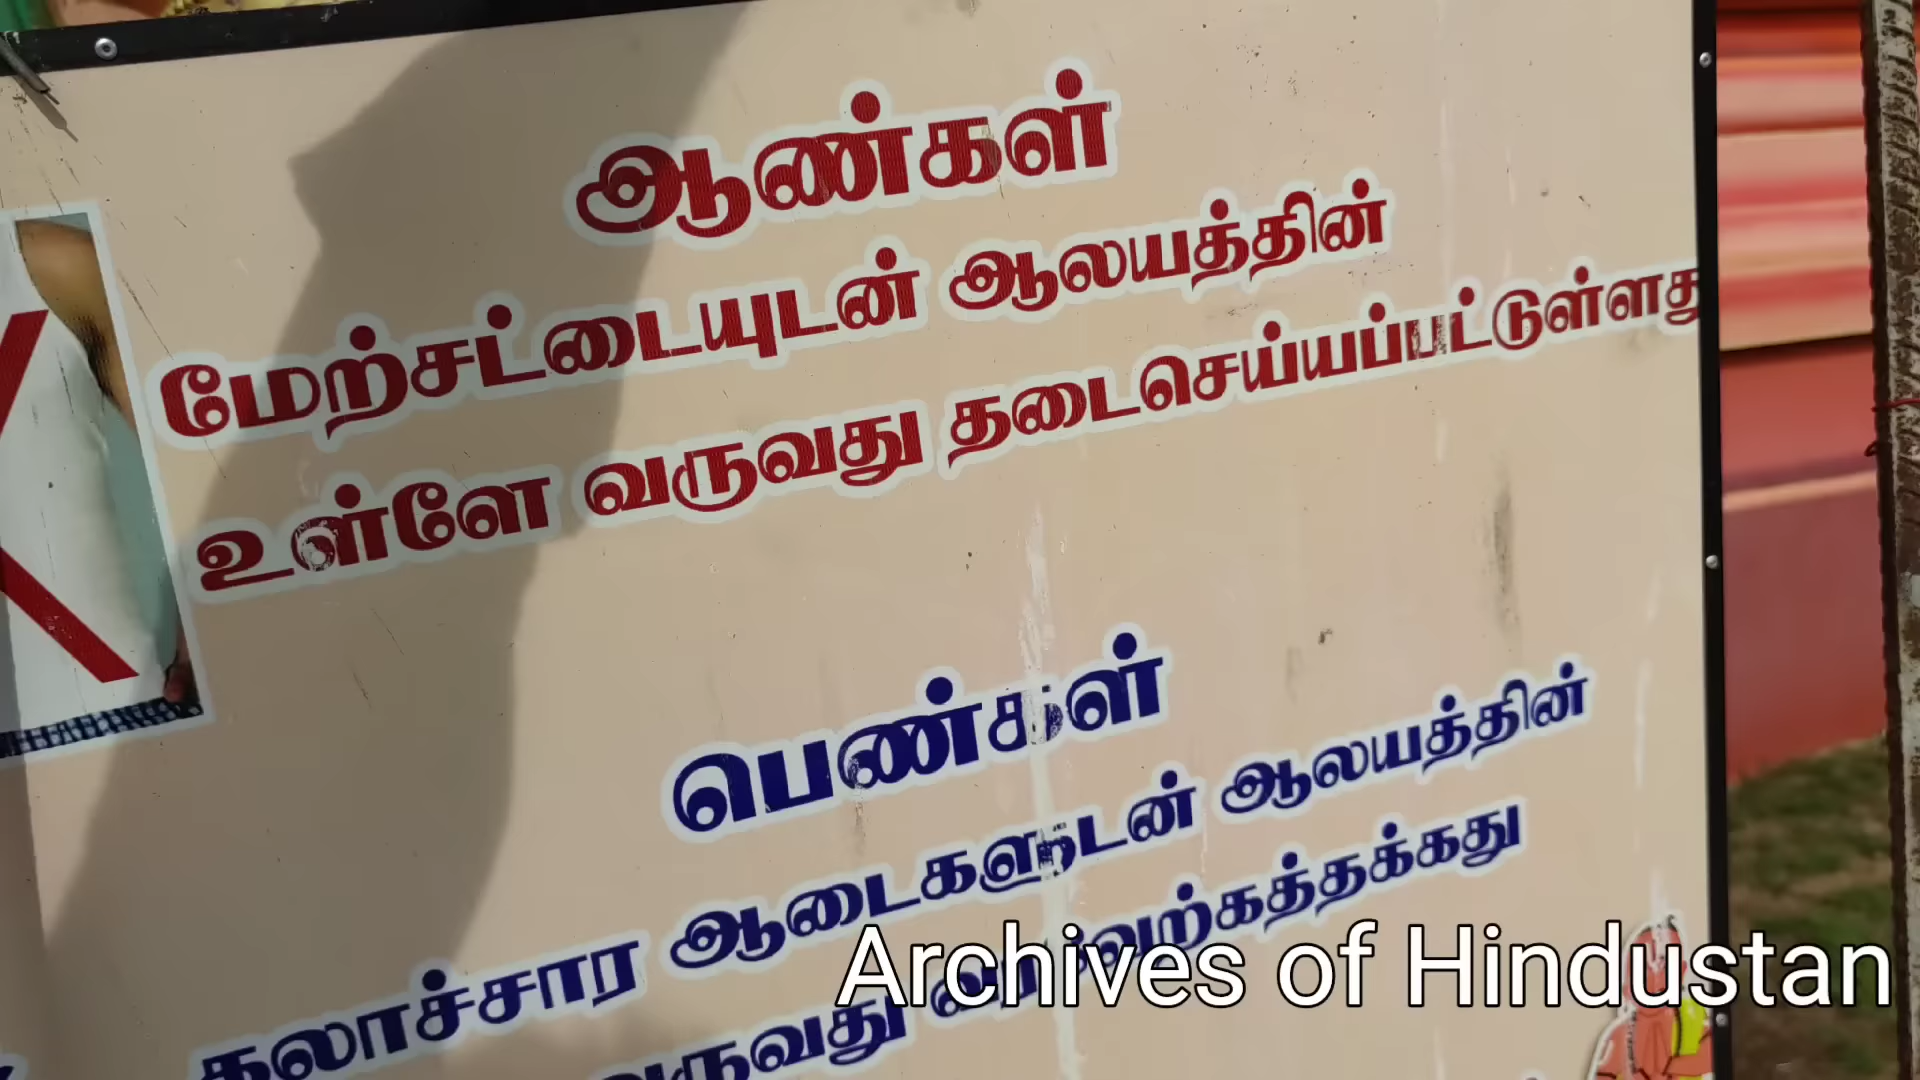 ஆண்கள்
மேற்சட்டையுடன் ஆலயத்தின்
உள்ளே வருவது தடைசெய்யப்பட்டுள்ளது
பெண்கள்
கலாச்சார ஆடைகளுடன் ஆலயத்தின்
வருவது வரவேற்கத்தக்கது
Archives of Hindustan